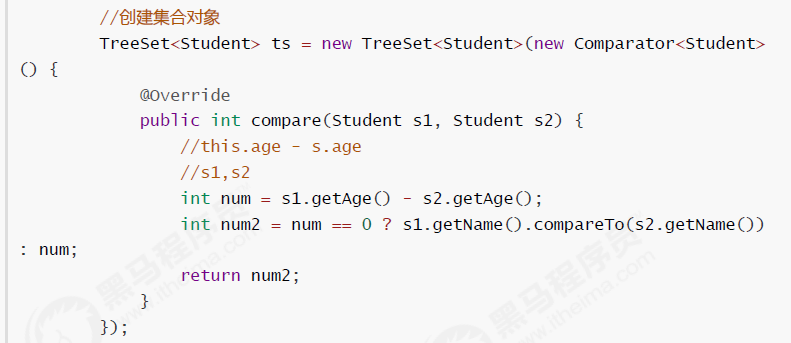 //创建集合对象
TreeSet<Student> ts = new TreeSet<Student>(new Comparator<Student>
() {
@Override
public int compare(Student s1, Student s2) {
//this.age - s.age
//s1,s2
int num = s1.getAge() - s2.getAge();
int num2 = num == 0 ? s1.getName().compareTo(s2.getName())
: num;
return num2;
}
});
黑马程序员
www.itheima.com
黑马程序员
www.itheima.com